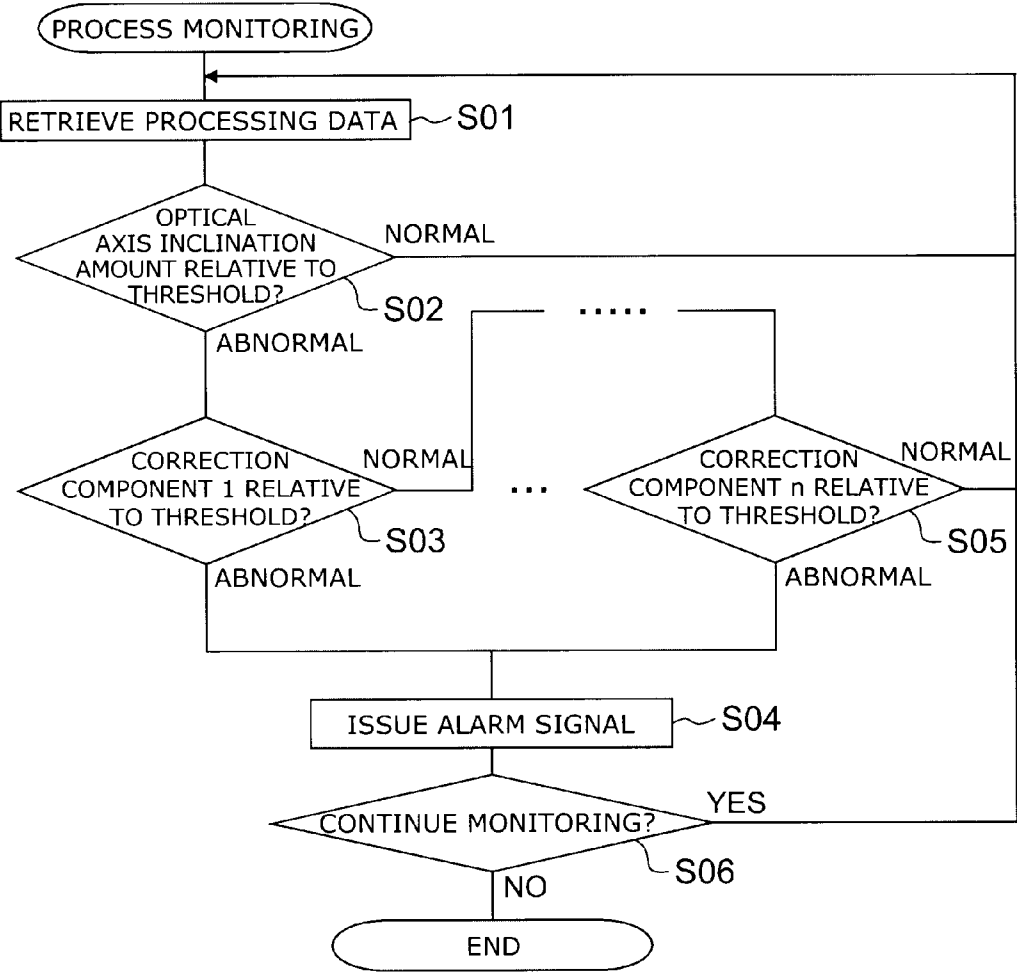 PROCESS MONITORING
RETRIEVE PROCESSING DATA
S01
OPTICAL
AXIS INCLINATION
AMOUNT RELATIVE TO
THRESHOLD?
NORMAL
S02
ABNORMAL
.....
CORRECTION
COMPONENT 1 RELATIVE
TO THRESHOLD?
NORMAL
S03
ABNORMAL
...
CORRECTION
COMPONENT n RELATIVE
TO THRESHOLD?
NORMAL
S05
ABNORMAL
ISSUE ALARM SIGNAL
S04
CONTINUE MONITORING?
YES
S06
NO
END